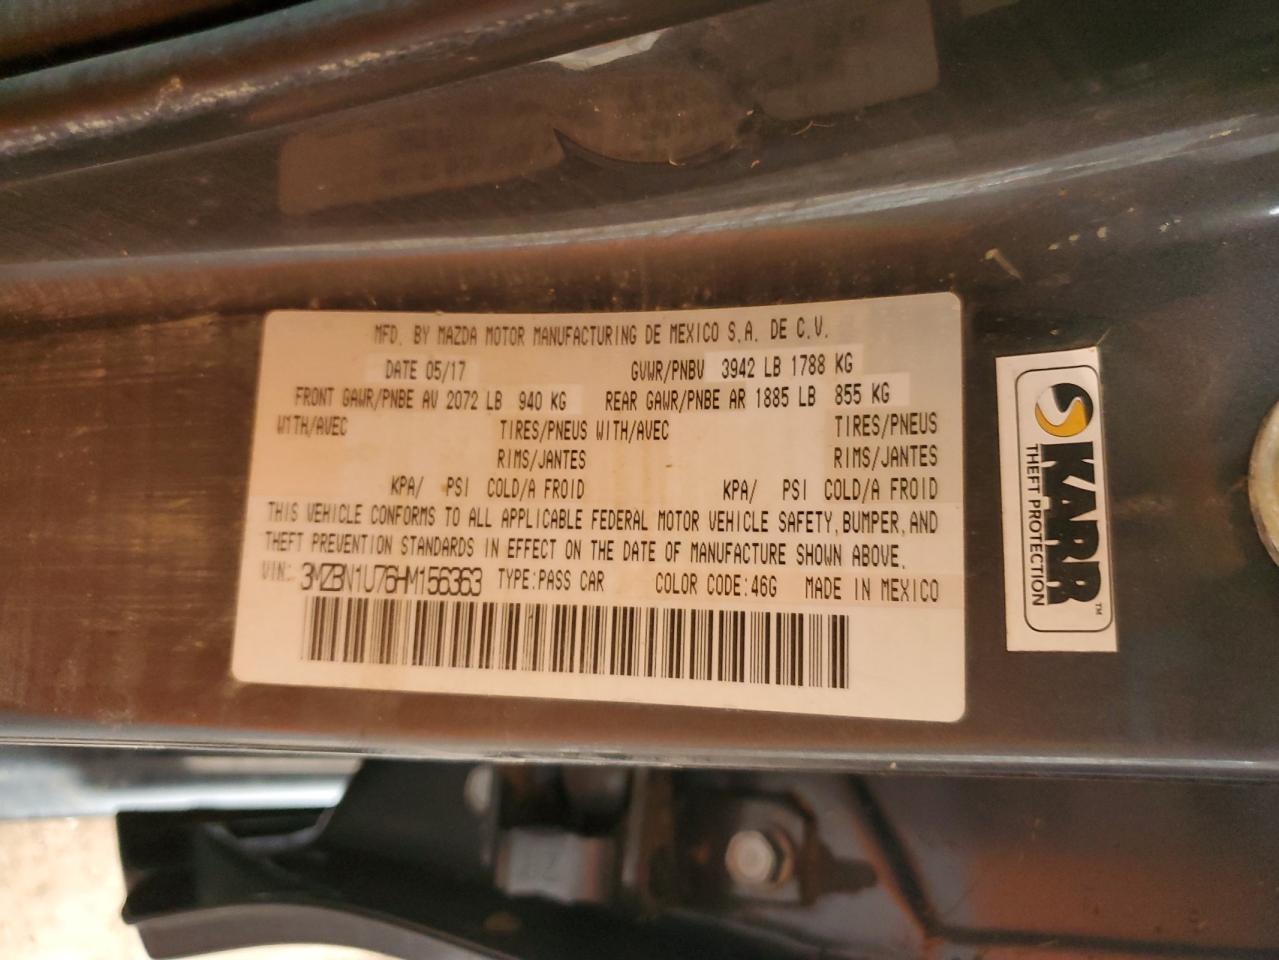 MFD. BY MAZDA MOTOR MANUFACTURING DE MEXICO S.A. DE C.V.
DATE 05/17 GVWR/PNBV 3942 LB 1788 KG
FRONT GAWR/PNBE AV 2072 LB 940 KG REAR GAWR/PNBE AR 1885 LB 855 KG
WITH/AVEC TIRES/PNEUS WITH/AVEC TIRES/PNEUS
RIMS/JANTES RIMS/JANTES
KPA/ PSI COLD/A FROID KPA/ PSI COLD/A FROID
THIS VEHICLE CONFORMS TO ALL APPLICABLE FEDERAL MOTOR VEHICLE SAFETY, BUMPER, AND
THEFT PREVENTION STANDARDS IN EFFECT ON THE DATE OF MANUFACTURE SHOWN ABOVE.
VIN: 3MZBN1U76HM156363 TYPE:PASS CAR COLOR CODE:46G MADE IN MEXICO
KARR™
THEFT PROTECTION